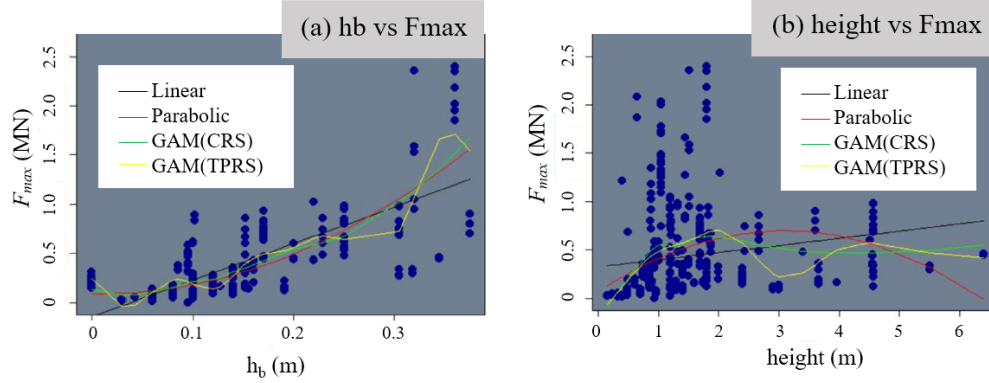 (a) hb vs Fmax
2.5
2.0
1.5
1.0
0.5
0
F_max (MN)
Linear
Parabolic
GAM(CRS)
GAM(TPRS)
0 0.1 0.2 0.3
h_b (m)
(b) height vs Fmax
2.5
2.0
1.5
1.0
0.5
0
F_max (MN)
Linear
Parabolic
GAM(CRS)
GAM(TPRS)
0 1 2 3 4 5 6
height (m)